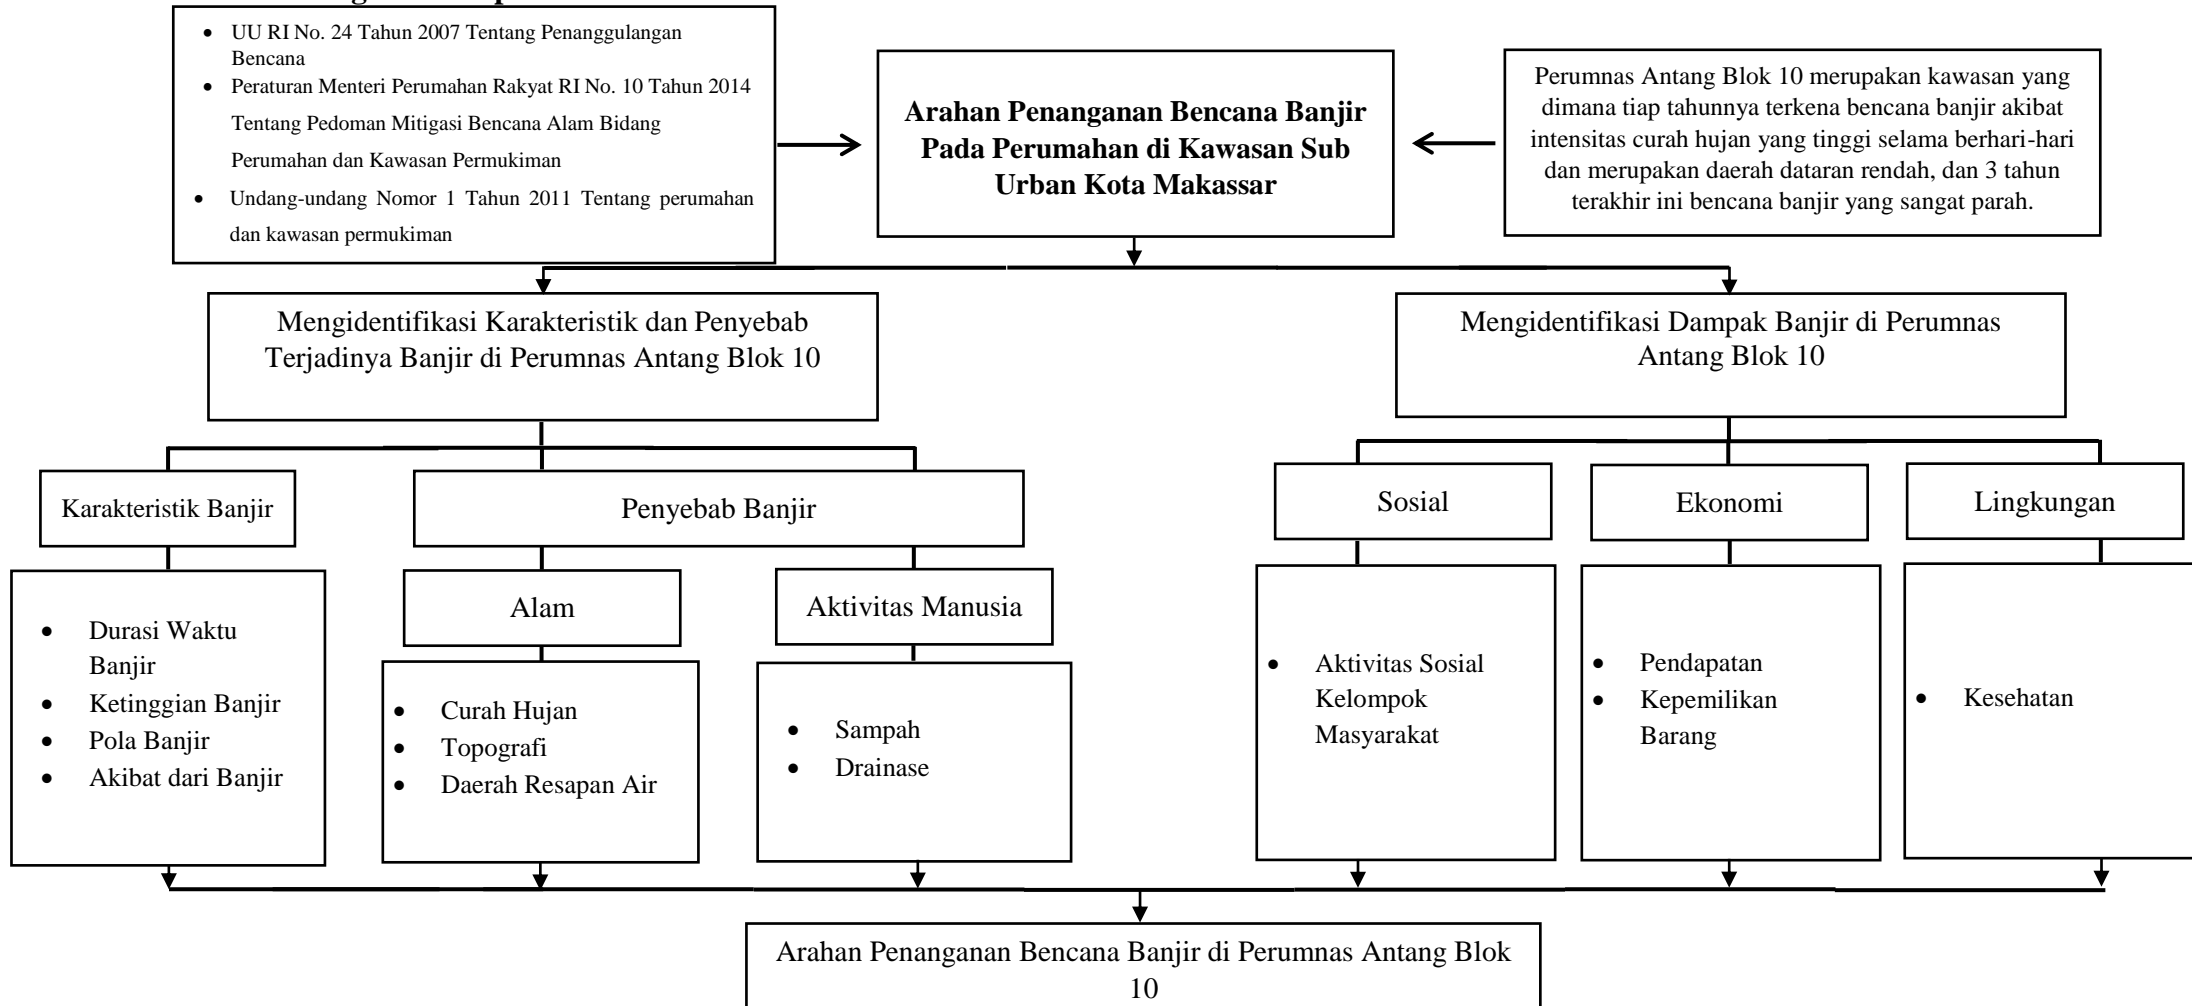 UU RI No. 24 Tahun 2007 Tentang Penanggulangan
Bencana
Peraturan Menteri Perumahan Rakyat RI No. 10 Tahun 2014
Tentang Pedoman Mitigasi Bencana Alam Bidang
Perumahan dan Kawasan Permukiman
Undang-undang Nomor 1 Tahun 2011 Tentang perumahan
dan kawasan permukiman
Arahan Penanganan Bencana Banjir
Pada Perumahan di Kawasan Sub
Urban Kota Makassar
Perumnas Antang Blok 10 merupakan kawasan yang
dimana tiap tahunnya terkena bencana banjir akibat
intensitas curah hujan yang tinggi selama berhari-hari
dan merupakan daerah dataran rendah, dan 3 tahun
terakhir ini bencana banjir yang sangat parah.
Mengidentifikasi Karakteristik dan Penyebab
Terjadinya Banjir di Perumnas Antang Blok 10
Mengidentifikasi Dampak Banjir di Perumnas
Antang Blok 10
Karakteristik Banjir
Penyebab Banjir
Sosial
Ekonomi
Lingkungan
Durasi Waktu
Banjir
Ketinggian Banjir
Pola Banjir
Akibat dari Banjir
Alam
Curah Hujan
Topografi
Daerah Resapan Air
Aktivitas Manusia
Sampah
Drainase
Aktivitas Sosial
Kelompok
Masyarakat
Pendapatan
Kepemilikan
Barang
Kesehatan
Arahan Penanganan Bencana Banjir di Perumnas Antang Blok
10